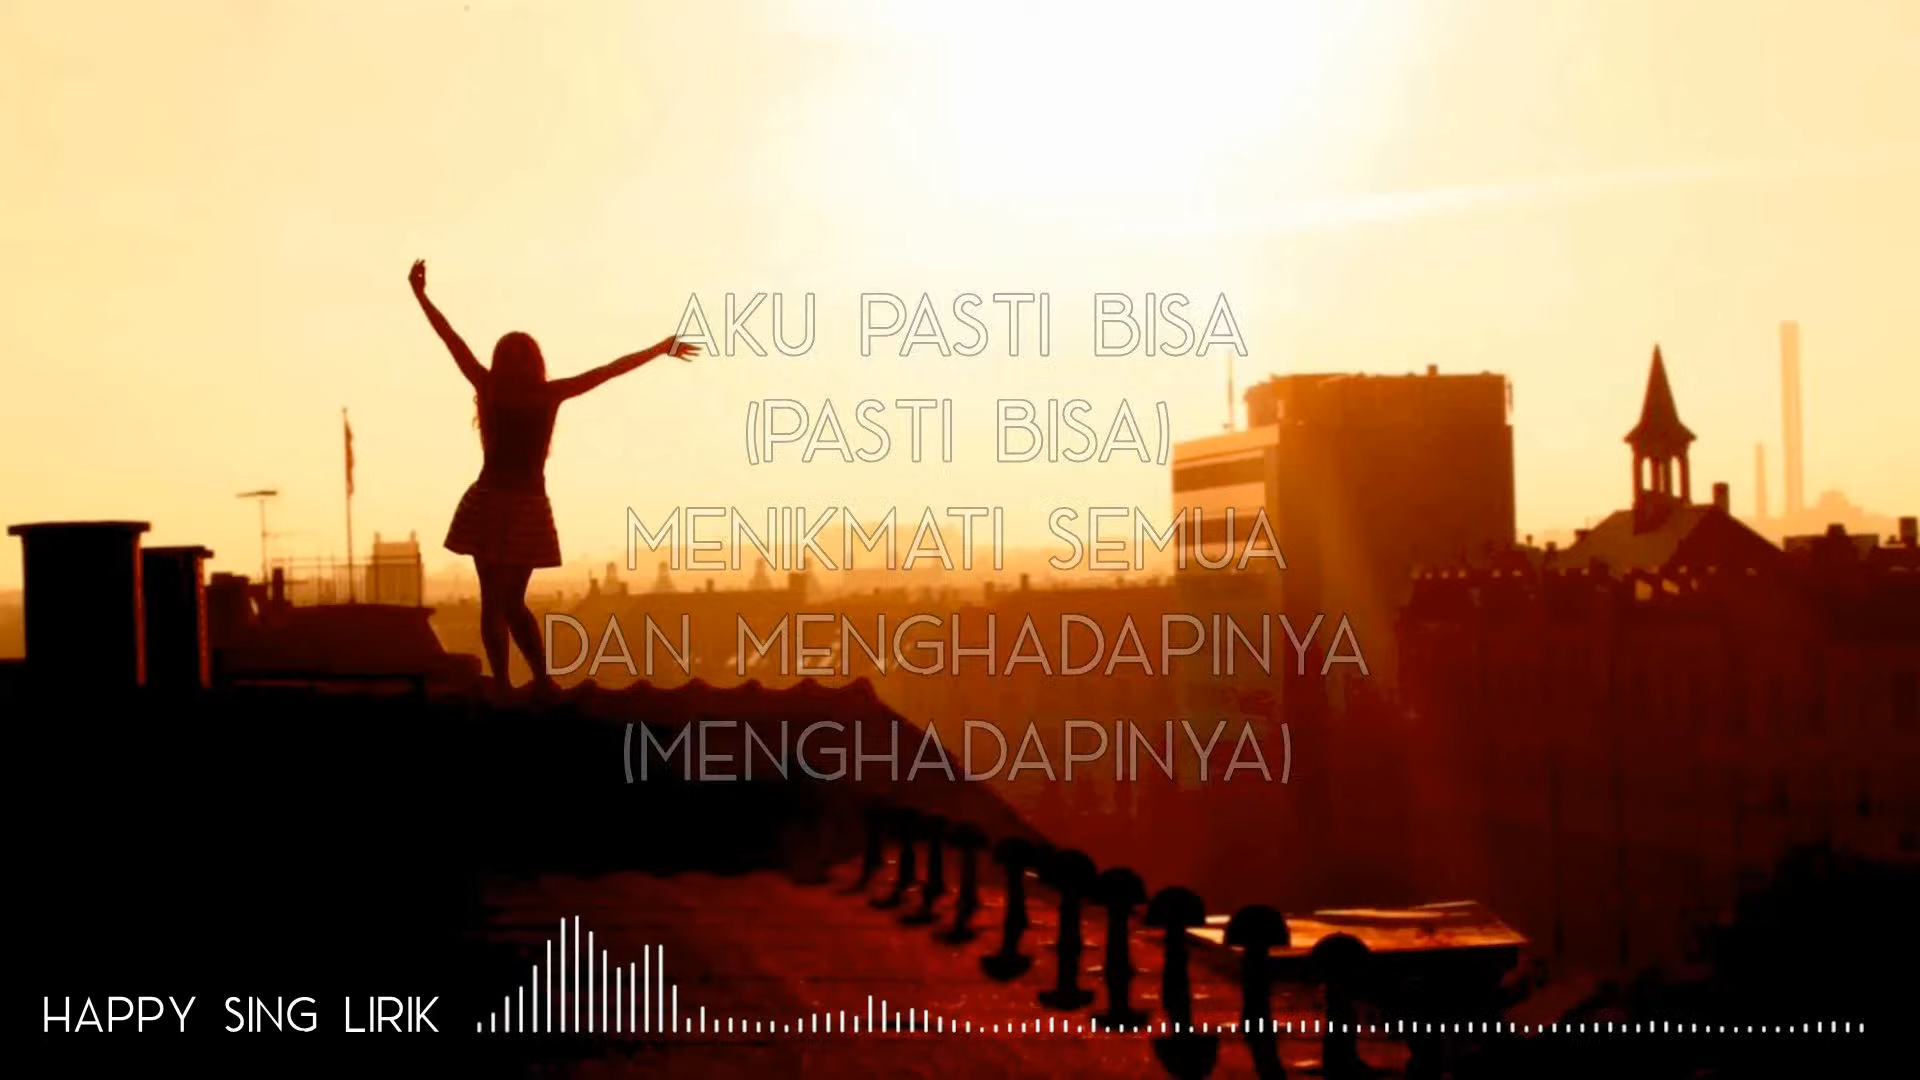 AKU PASTI BISA
(PASTI BISA)
MENIKMATI SEMUA
DAN MENGHADAPINYA
(MENGHADAPINYA)
HAPPY SING LIRIK